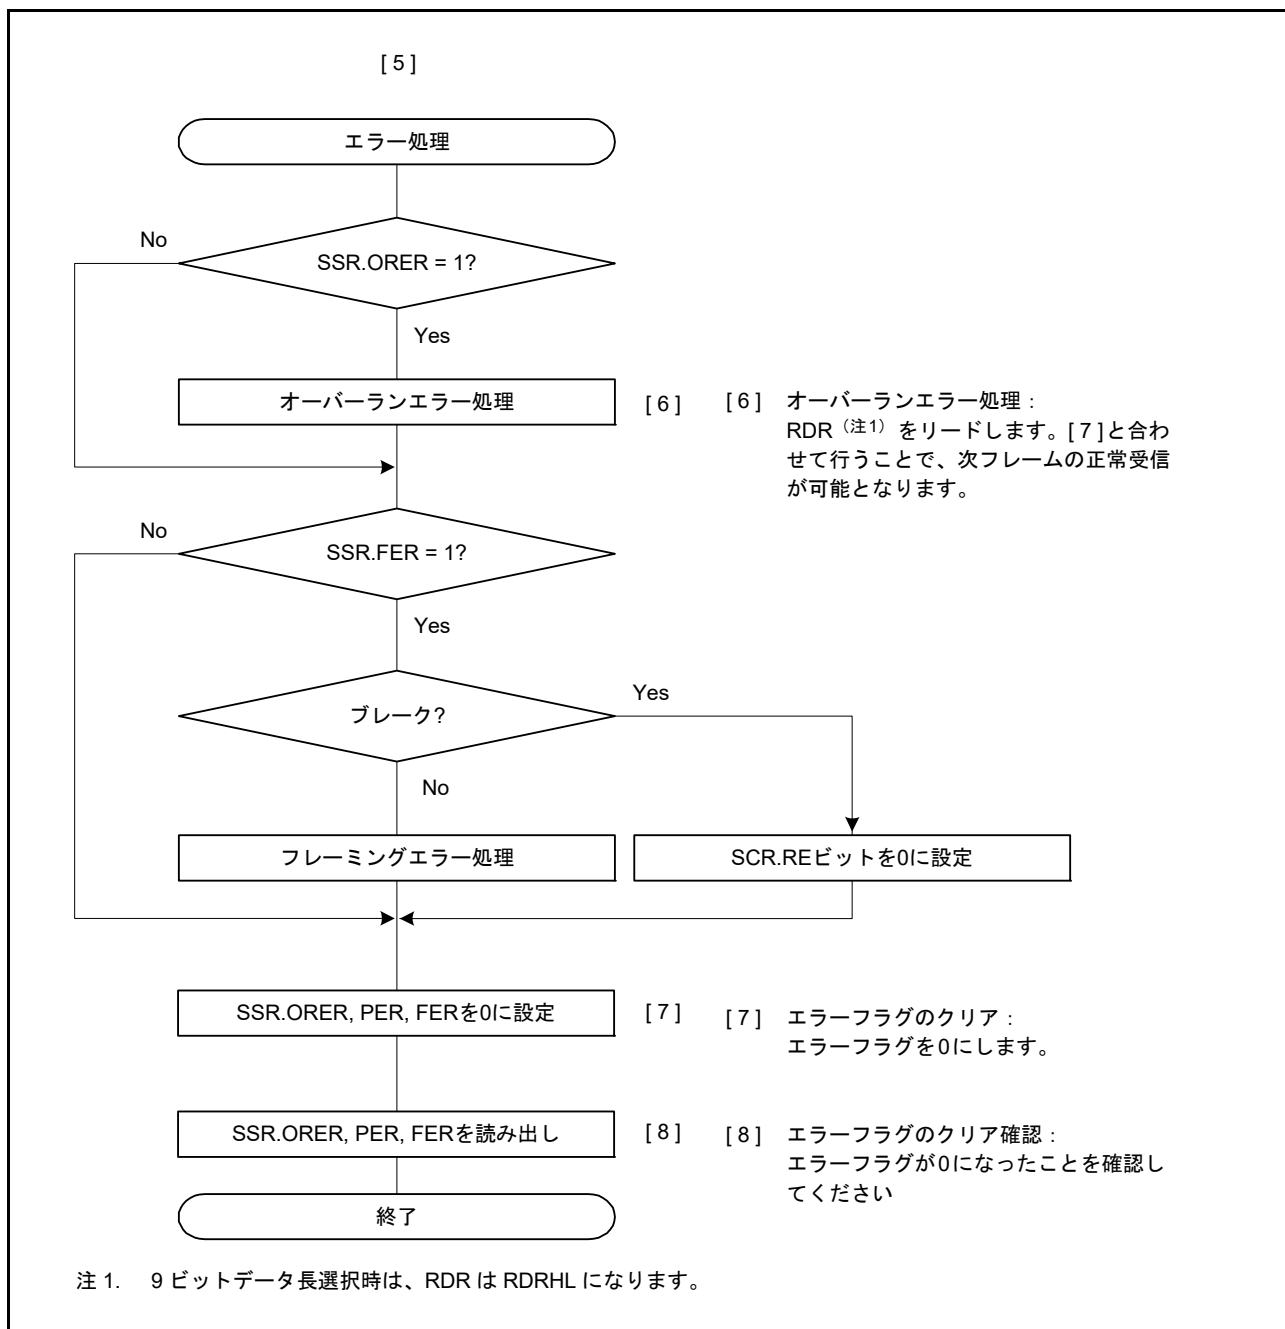 [ 5 ]
エラー処理
No
SSR.ORER = 1?
Yes
オーバーランエラー処理
[ 6 ]
[ 6 ] オーバーランエラー処理：
RDR（注1）をリードします。[ 7 ]と合わ
せて行うことで、次フレームの正常受信
が可能となります。
No
SSR.FER = 1?
Yes
ブレーク?
Yes
No
フレーミングエラー処理
SCR.REビットを0に設定
SSR.ORER, PER, FERを0に設定
[ 7 ]
[ 7 ] エラーフラグのクリア：
エラーフラグを0にします。
SSR.ORER, PER, FERを読み出し
[ 8 ]
[ 8 ] エラーフラグのクリア確認：
エラーフラグが0になったことを確認し
てください
終了
注 1. 9 ビットデータ長選択時は、RDR は RDRHL になります。